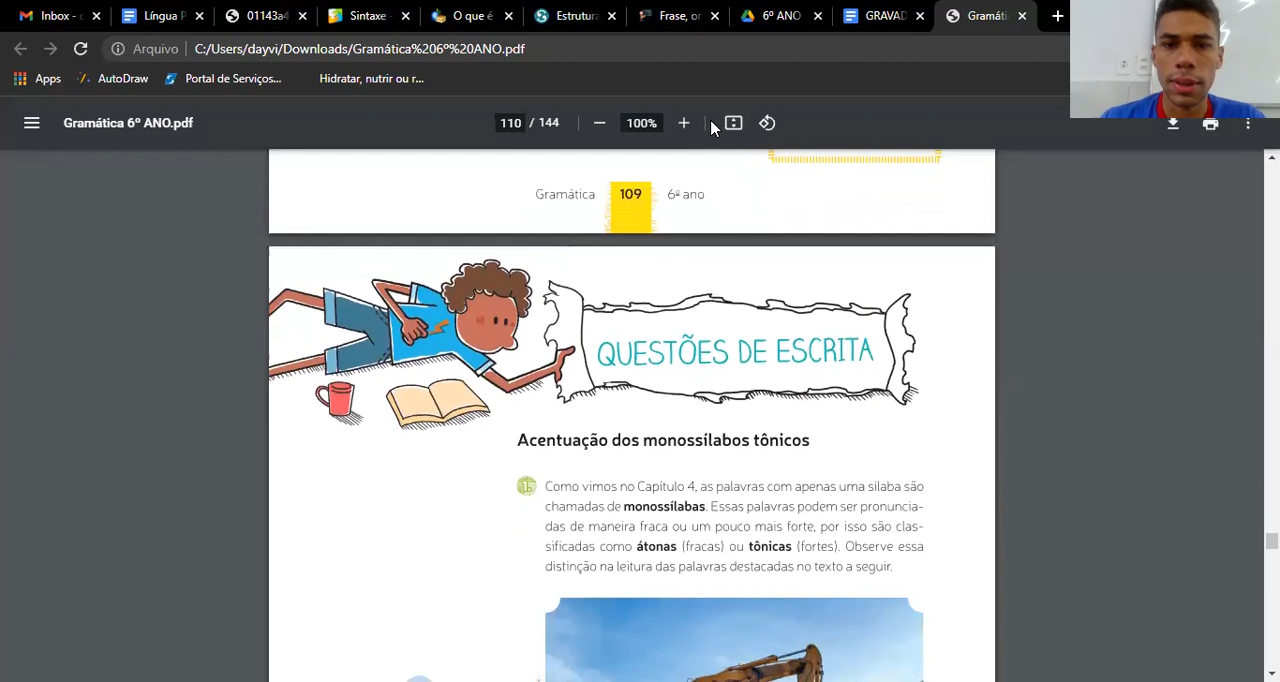 Inbox - c
Língua P
01143a4
Sintaxe -
O que é
Estrutura
Frase, or
6º ANO
GRAVAD
Gramáti
Arquivo
C:/Users/dayvi/Downloads/Gramática%206º%20ANO.pdf
Apps
AutoDraw
Portal de Serviços...
Hidratar, nutrir ou r...
Gramática 6º ANO.pdf
110 / 144
100%
Gramática 109 6º ano
QUESTÕES DE ESCRITA
Acentuação dos monossílabos tônicos
1. Como vimos no Capítulo 4, as palavras com apenas uma sílaba são
chamadas de monossílabas. Essas palavras podem ser pronuncia-
das de maneira fraca ou um pouco mais forte, por isso são clas-
sificadas como átonas (fracas) ou tônicas (fortes). Observe essa
distinção na leitura das palavras destacadas no texto a seguir.